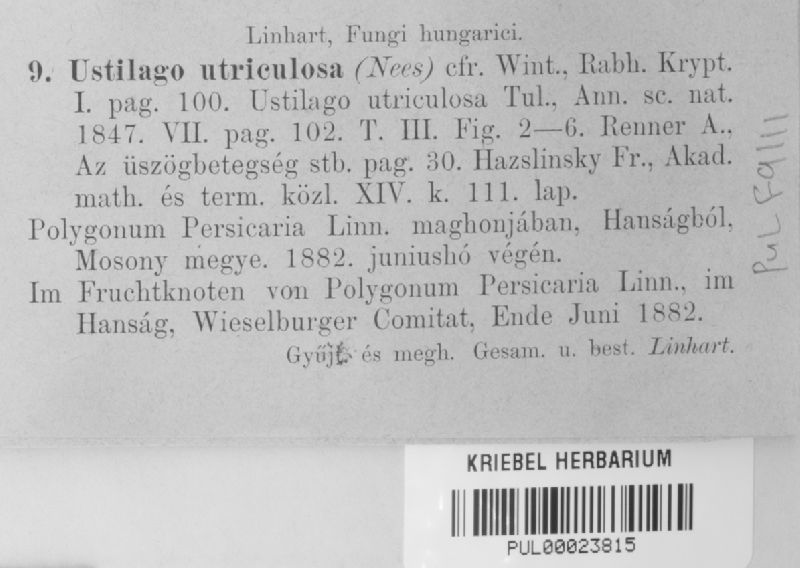 Linhart, Fungi hungarici.
9. Ustilago utriculosa (Nees) cfr. Wint., Rabh. Krypt.
I. pag. 100. Ustilago utriculosa Tul., Ann. sc. nat.
1847. VII. pag. 102. T. III. Fig. 2—6. Renner A.,
Az üszögbetegség stb. pag. 30. Hazslinsky Fr., Akad.
math. és term. közl. XIV. k. 111. lap.
Polygonum Persicaria Linn. maghonjában, Hanságból,
Mosony megye. 1882. juniushó végén.
Im Fruchtknoten von Polygonum Persicaria Linn., im
Hanság, Wieselburger Comitat, Ende Juni 1882.
Gyűjt. és megh. Gesam. u. best. Linhart.
PUL F9111
KRIEBEL HERBARIUM
PUL00023815